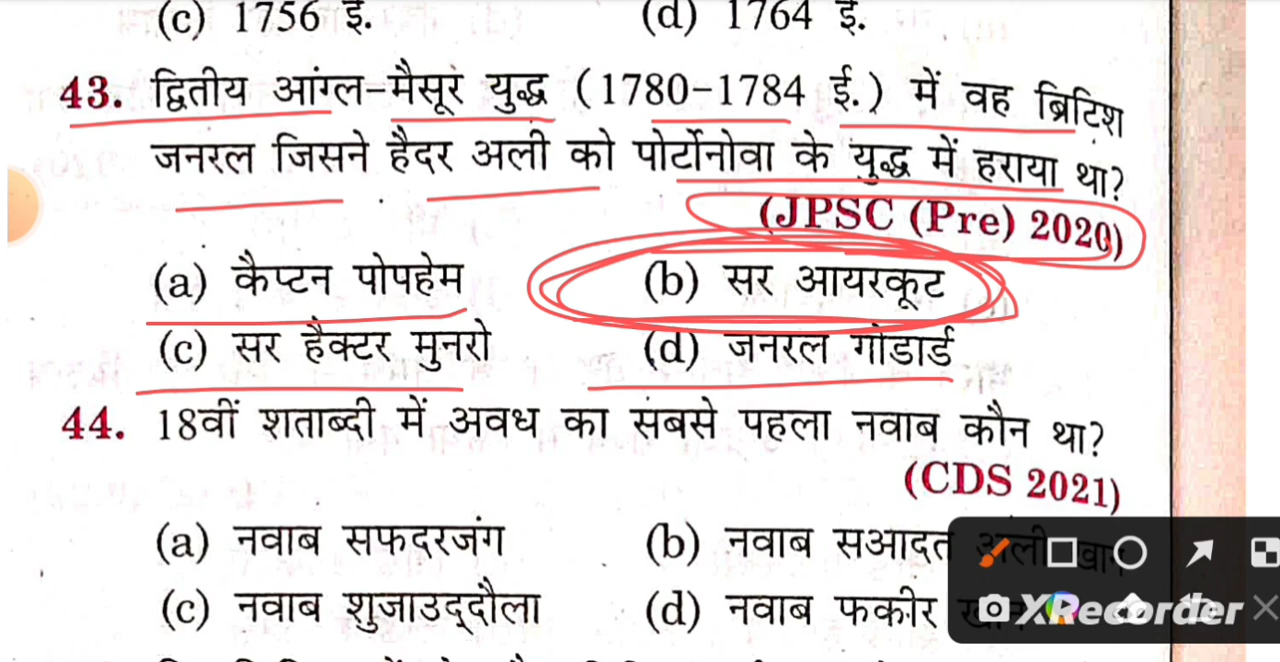 (c) 1756 ई. (d) 1764 ई.
43. द्वितीय आंग्ल-मैसूर युद्ध (1780-1784 ई.) में वह ब्रिटिश
जनरल जिसने हैदर अली को पोर्टोनोवा के युद्ध में हराया था?
(JPSC (Pre) 2020)
(a) कैप्टन पोपहेम (b) सर आयरकूट
(c) सर हैक्टर मुनरो (d) जनरल गोडार्ड
44. 18वीं शताब्दी में अवध का सबसे पहला नवाब कौन था?
(CDS 2021)
(a) नवाब सफदरजंग (b) नवाब सआदत अली खान
(c) नवाब शुजाउद्दौला (d) नवाब फकीर खान
XRecorder